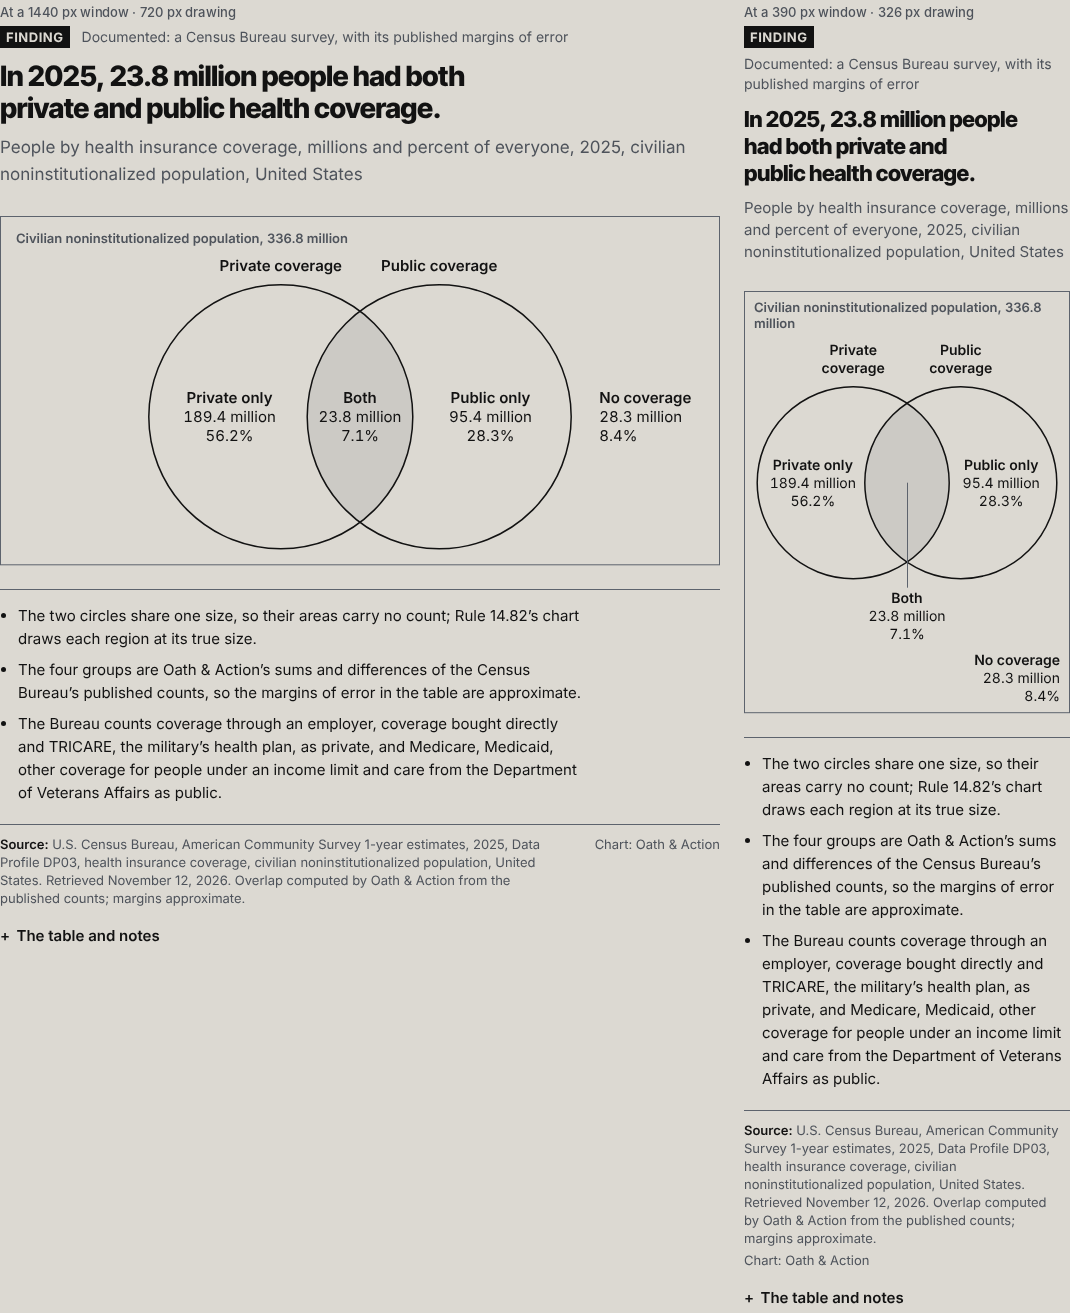 At a 1440 px window · 720 px drawing
FINDING Documented: a Census Bureau survey, with its published margins of error
In 2025, 23.8 million people had both
private and public health coverage.
People by health insurance coverage, millions and percent of everyone, 2025, civilian
noninstitutionalized population, United States
Civilian noninstitutionalized population, 336.8 million
Private coverage
Public coverage
Private only
189.4 million
56.2%
Both
23.8 million
7.1%
Public only
95.4 million
28.3%
No coverage
28.3 million
8.4%
• The two circles share one size, so their areas carry no count; Rule 14.82’s chart
draws each region at its true size.
• The four groups are Oath & Action’s sums and differences of the Census
Bureau’s published counts, so the margins of error in the table are approximate.
• The Bureau counts coverage through an employer, coverage bought directly
and TRICARE, the military’s health plan, as private, and Medicare, Medicaid,
other coverage for people under an income limit and care from the Department
of Veterans Affairs as public.
Source: U.S. Census Bureau, American Community Survey 1-year estimates, 2025, Data
Profile DP03, health insurance coverage, civilian noninstitutionalized population, United
States. Retrieved November 12, 2026. Overlap computed by Oath & Action from the
published counts; margins approximate.
Chart: Oath & Action
+ The table and notes
At a 390 px window · 326 px drawing
FINDING
Documented: a Census Bureau survey, with its
published margins of error
In 2025, 23.8 million people
had both private and
public health coverage.
People by health insurance coverage, millions
and percent of everyone, 2025, civilian
noninstitutionalized population, United States
Civilian noninstitutionalized population, 336.8
million
Private
coverage
Public
coverage
Private only
189.4 million
56.2%
Public only
95.4 million
28.3%
Both
23.8 million
7.1%
No coverage
28.3 million
8.4%
• The two circles share one size, so their
areas carry no count; Rule 14.82’s chart
draws each region at its true size.
• The four groups are Oath & Action’s sums
and differences of the Census Bureau’s
published counts, so the margins of error
in the table are approximate.
• The Bureau counts coverage through an
employer, coverage bought directly and
TRICARE, the military’s health plan, as
private, and Medicare, Medicaid, other
coverage for people under an income limit
and care from the Department of Veterans
Affairs as public.
Source: U.S. Census Bureau, American Community
Survey 1-year estimates, 2025, Data Profile DP03,
health insurance coverage, civilian
noninstitutionalized population, United States.
Retrieved November 12, 2026. Overlap computed
by Oath & Action from the published counts;
margins approximate.
Chart: Oath & Action
+ The table and notes